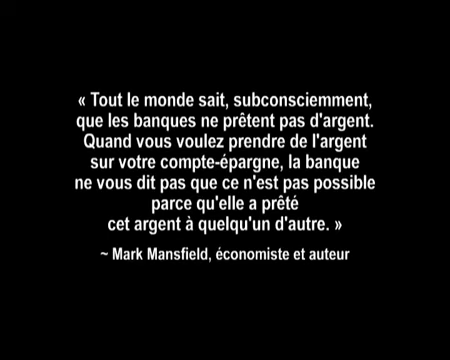 « Tout le monde sait, subconsciemment,
que les banques ne prêtent pas d'argent.
Quand vous voulez prendre de l'argent
sur votre compte-épargne, la banque
ne vous dit pas que ce n'est pas possible
parce qu'elle a prêté
cet argent à quelqu'un d'autre. »
~ Mark Mansfield, économiste et auteur